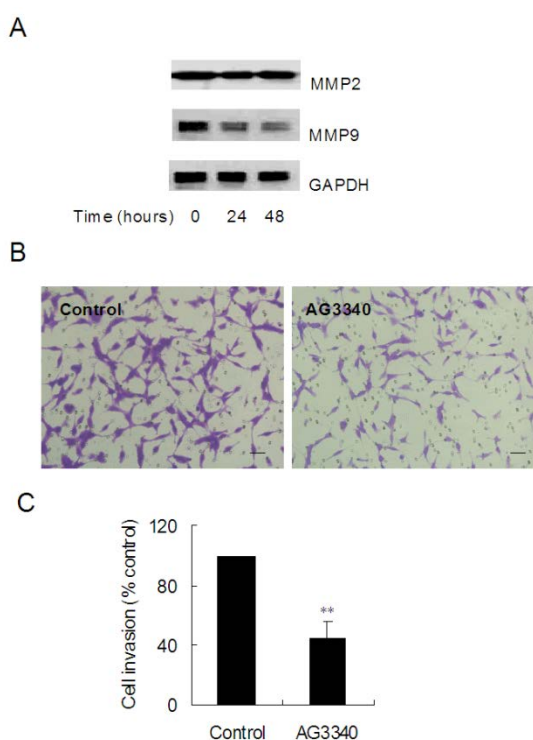 A
MMP2
MMP9
GAPDH
Time (hours) 0 24 48
B
Control
AG3340
C
Cell invasion (% control)
120
80
40
0
**
Control AG3340